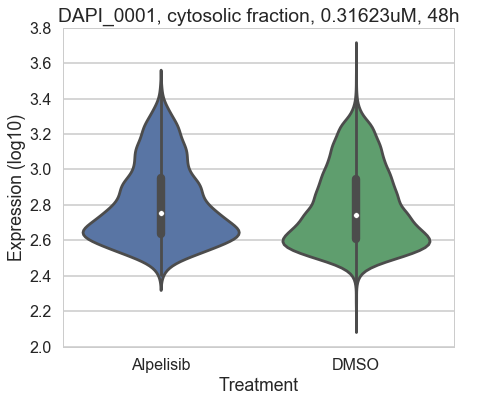 DAPI_0001, cytosolic fraction, 0.31623uM, 48h
3.8
3.6
3.4
3.2
3.0
2.8
2.6
2.4
2.2
2.0
Expression (log10)
Alpelisib DMSO
Treatment